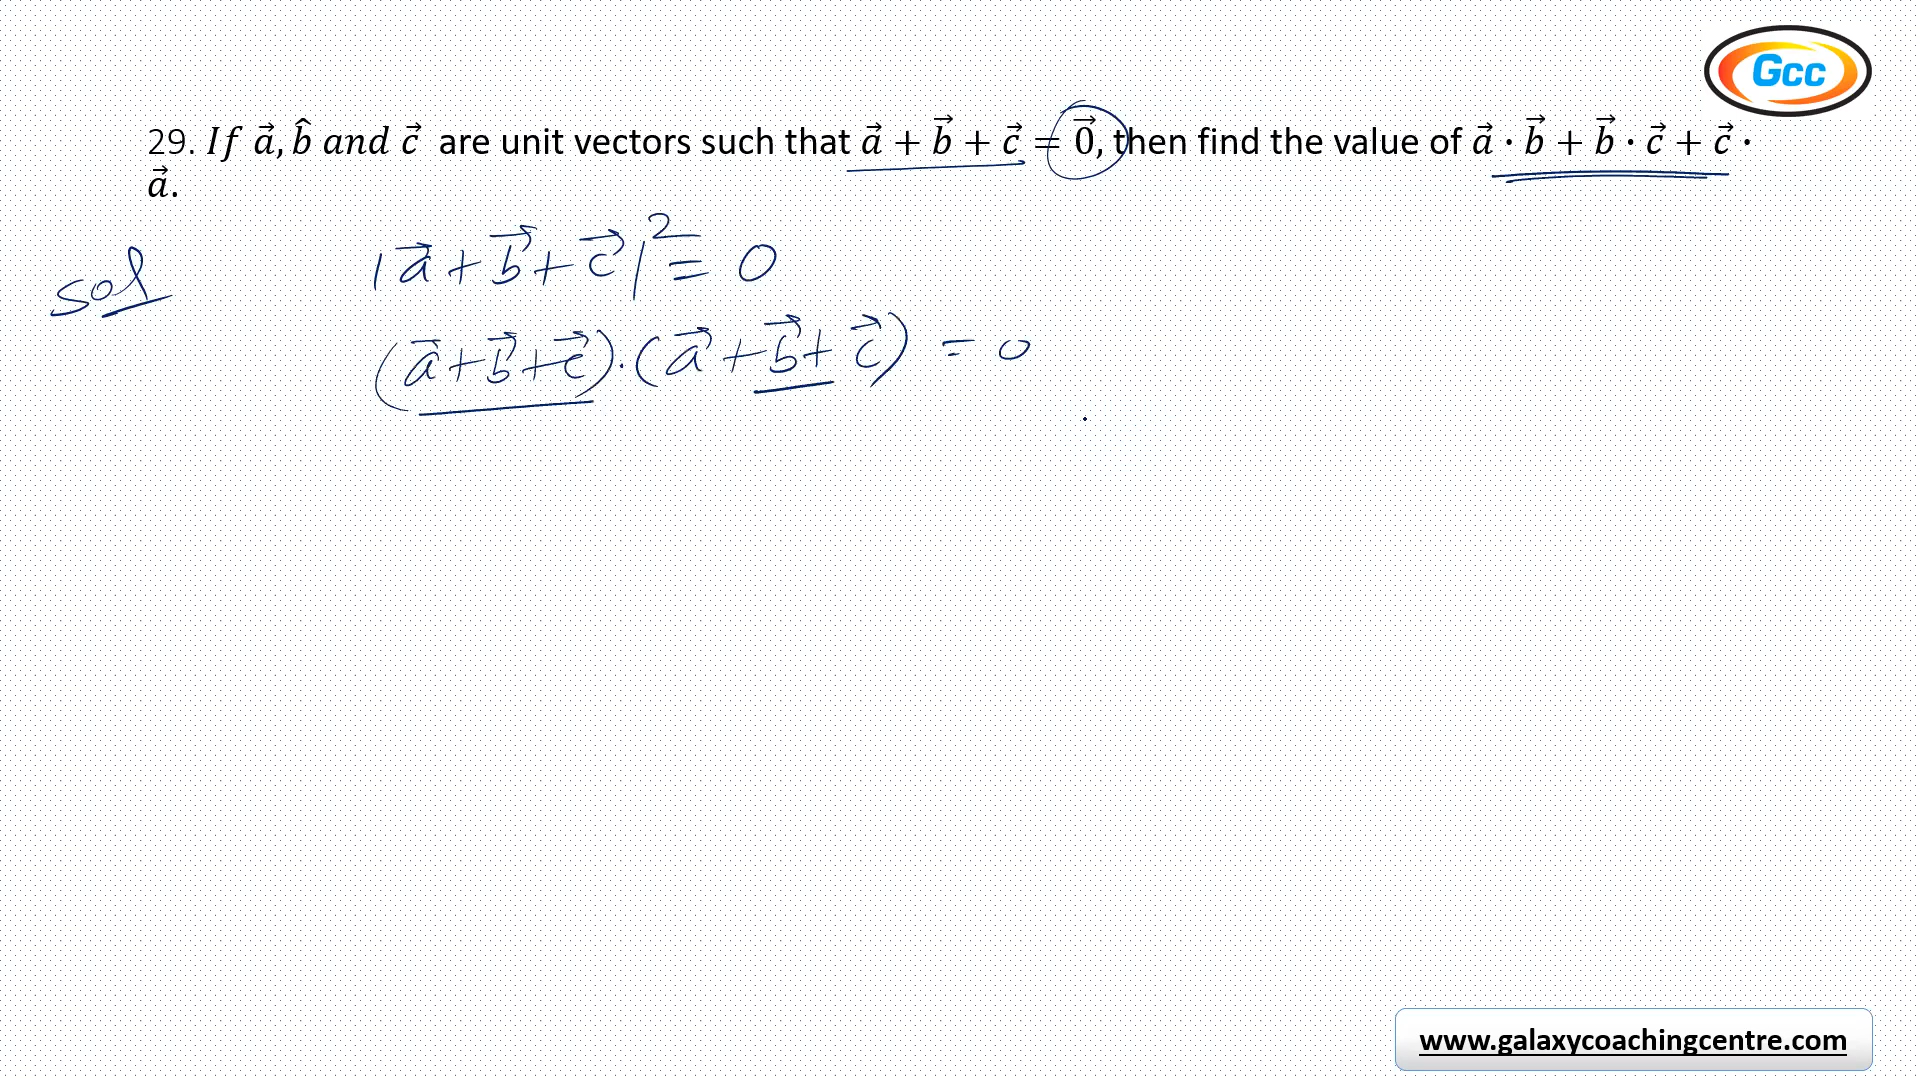 Gcc
29. If a⃗, b̂ and c⃗ are unit vectors such that a⃗ + b⃗ + c⃗ = 0⃗, then find the value of a⃗ · b⃗ + b⃗ · c⃗ + c⃗ ·
a⃗.
sol
|a⃗ + b⃗ + c⃗|² = 0
(a⃗ + b⃗ + c⃗) · (a⃗ + b⃗ + c⃗) = 0
www.galaxycoachingcentre.com